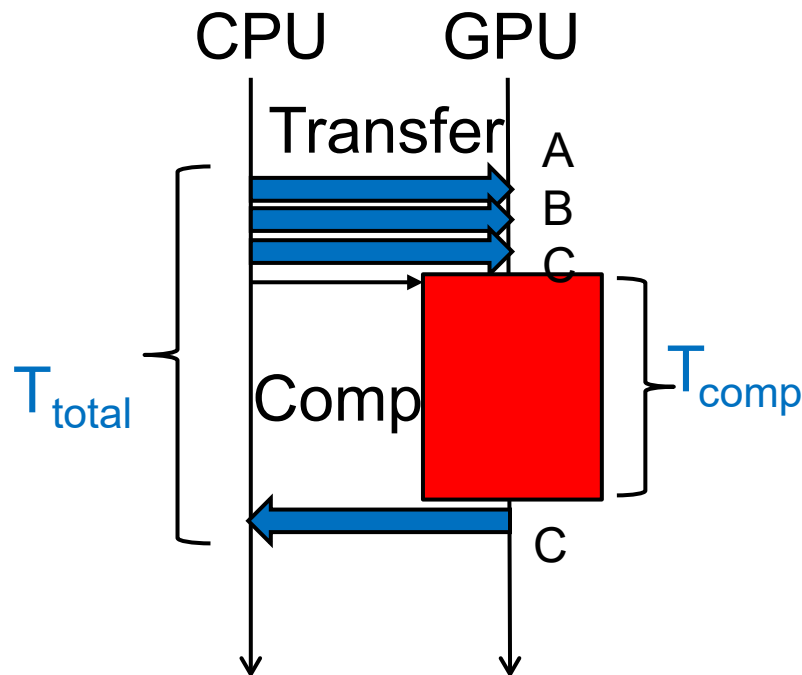 CPU GPU
Transfer
A
B
C
T_total
Comp
T_comp
C